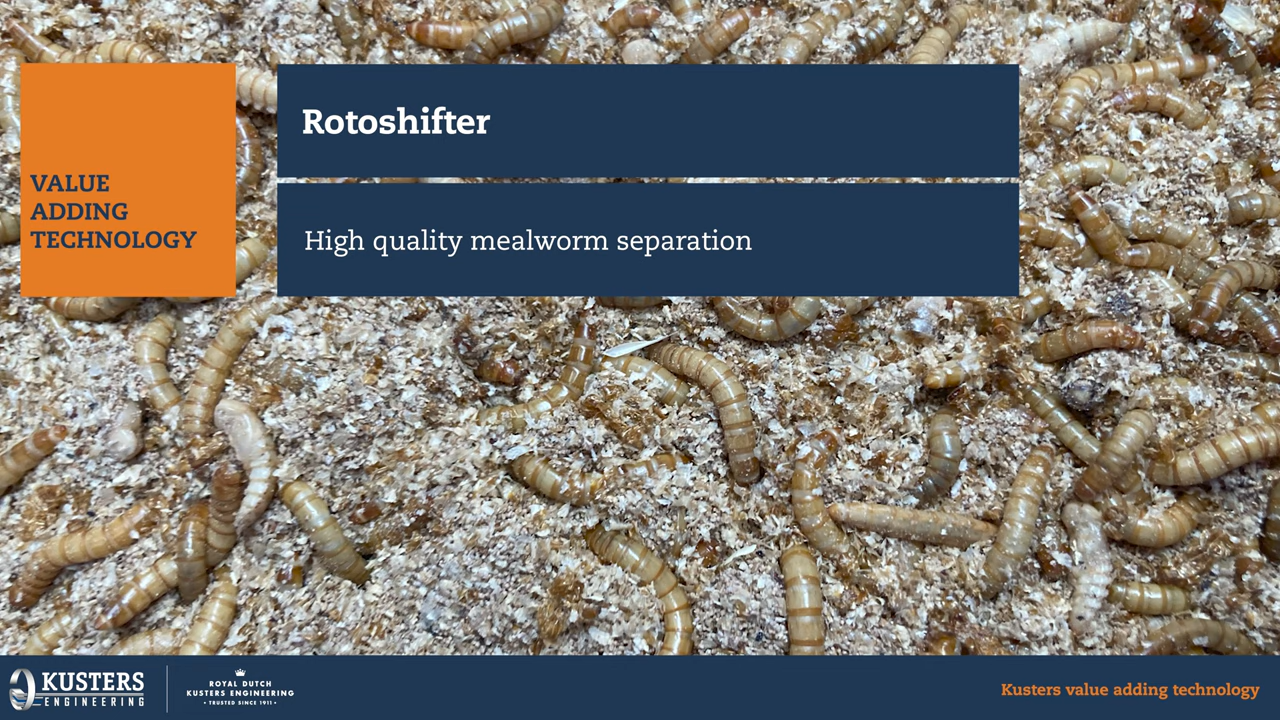 VALUE
ADDING
TECHNOLOGY
Rotoshifter
High quality mealworm separation
KUSTERS
ENGINEERING
ROYAL DUTCH
KUSTERS ENGINEERING
• TRUSTED SINCE 1911 •
Kusters value adding technology